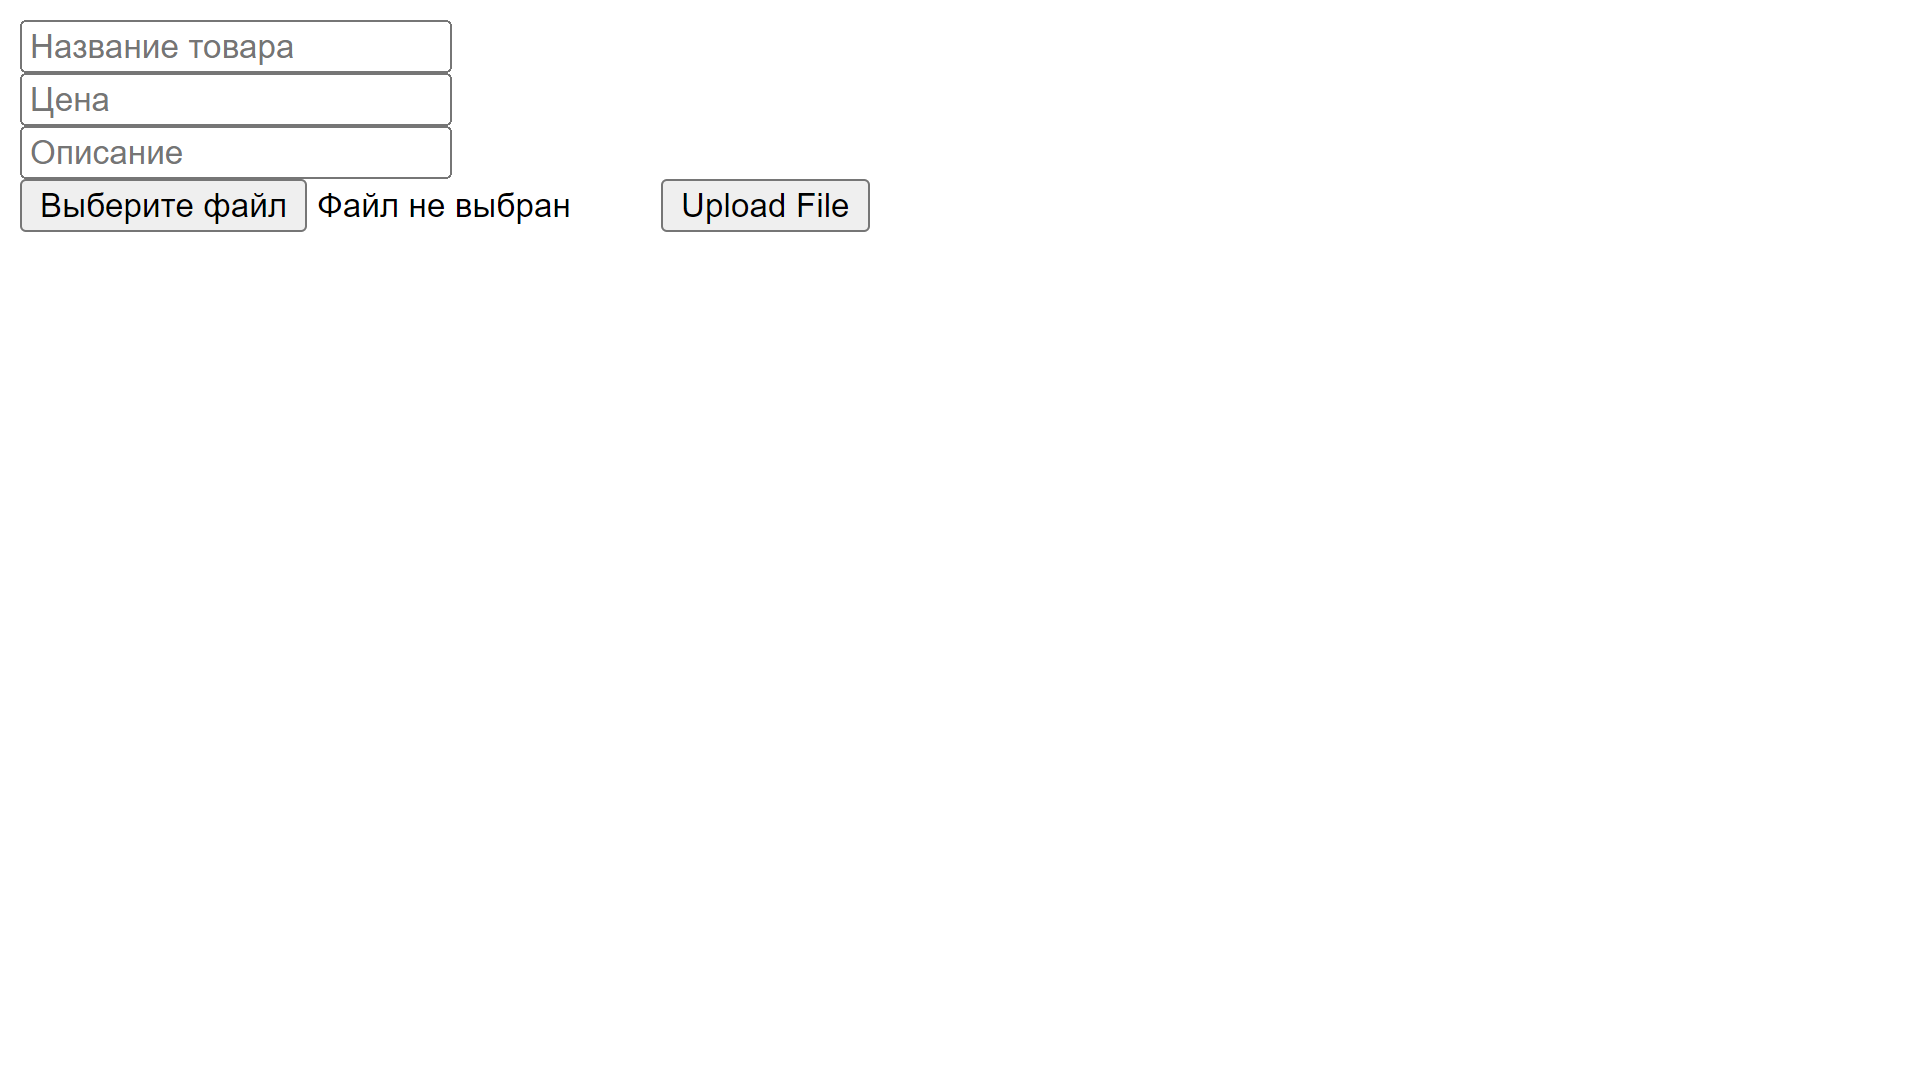 Название товара
Цена
Описание
Выберите файл Файл не выбран Upload File